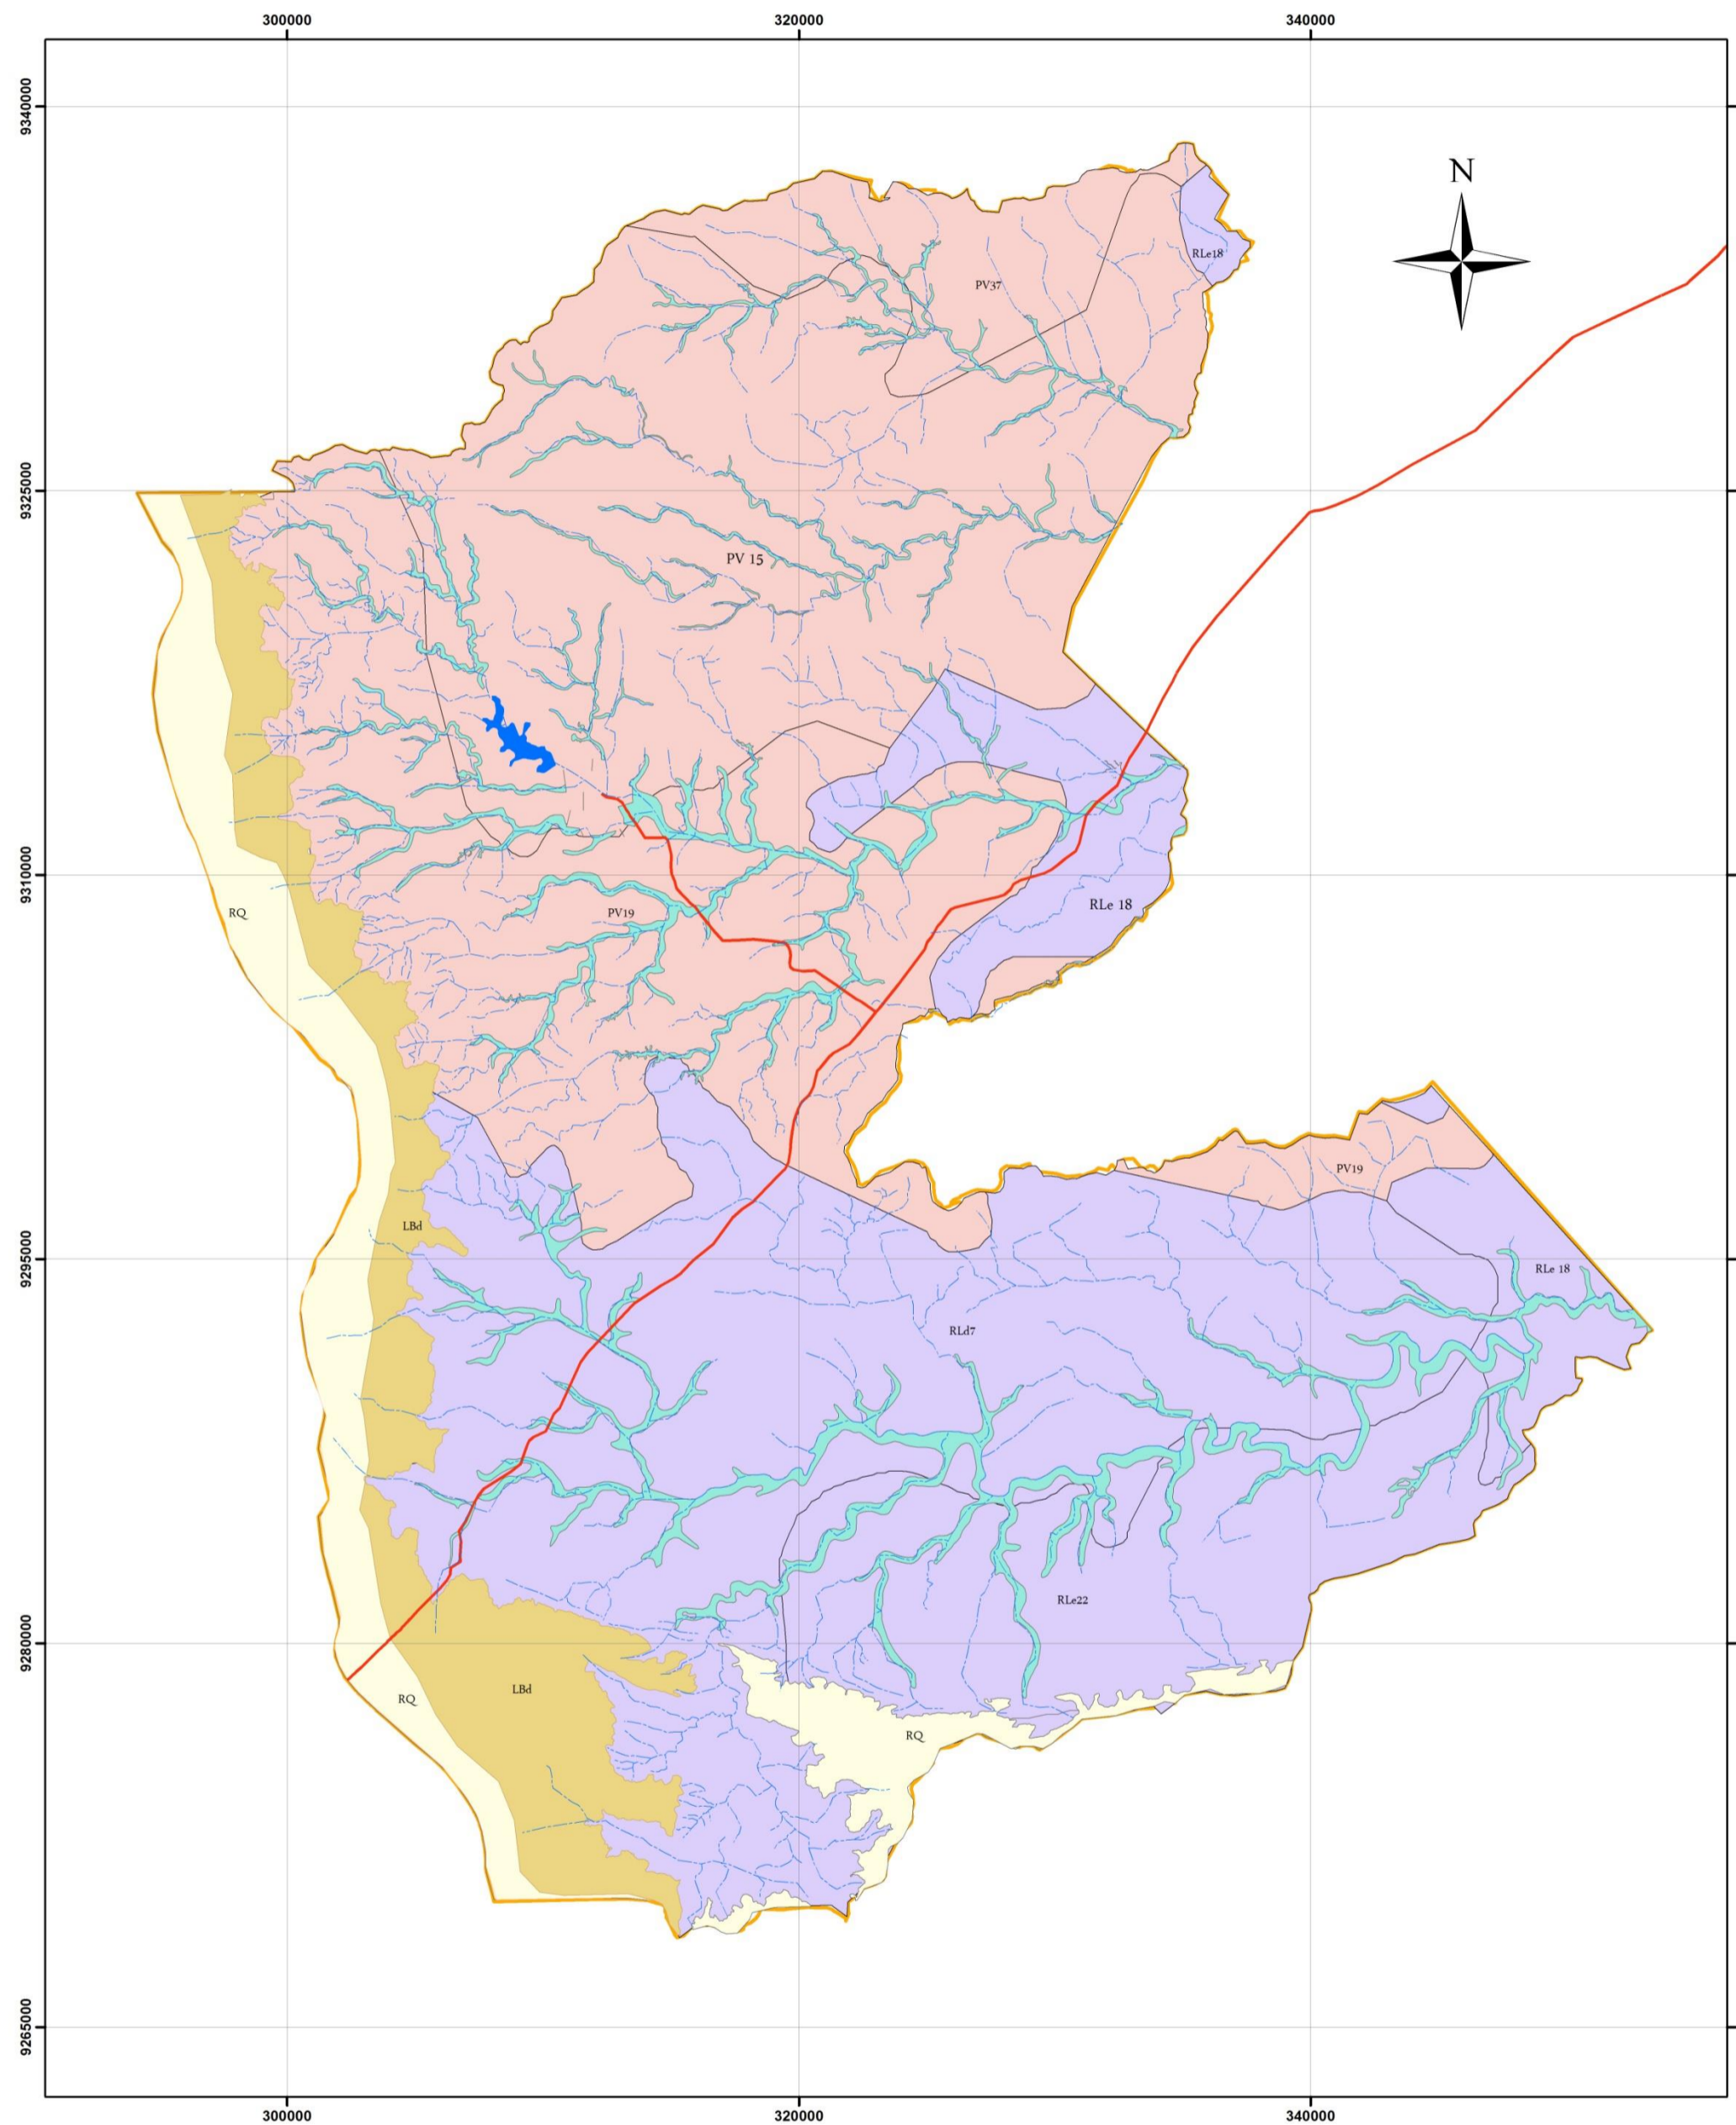 300000 320000 340000
9340000
N
RLe18
PV37
9325000
PV 15
9310000
RLe 18
RQ
PV19
PV19
9295000
LBd
RLe 18
RLd7
RLe22
9280000
LBd
RQ
RQ
9265000
300000 320000 340000